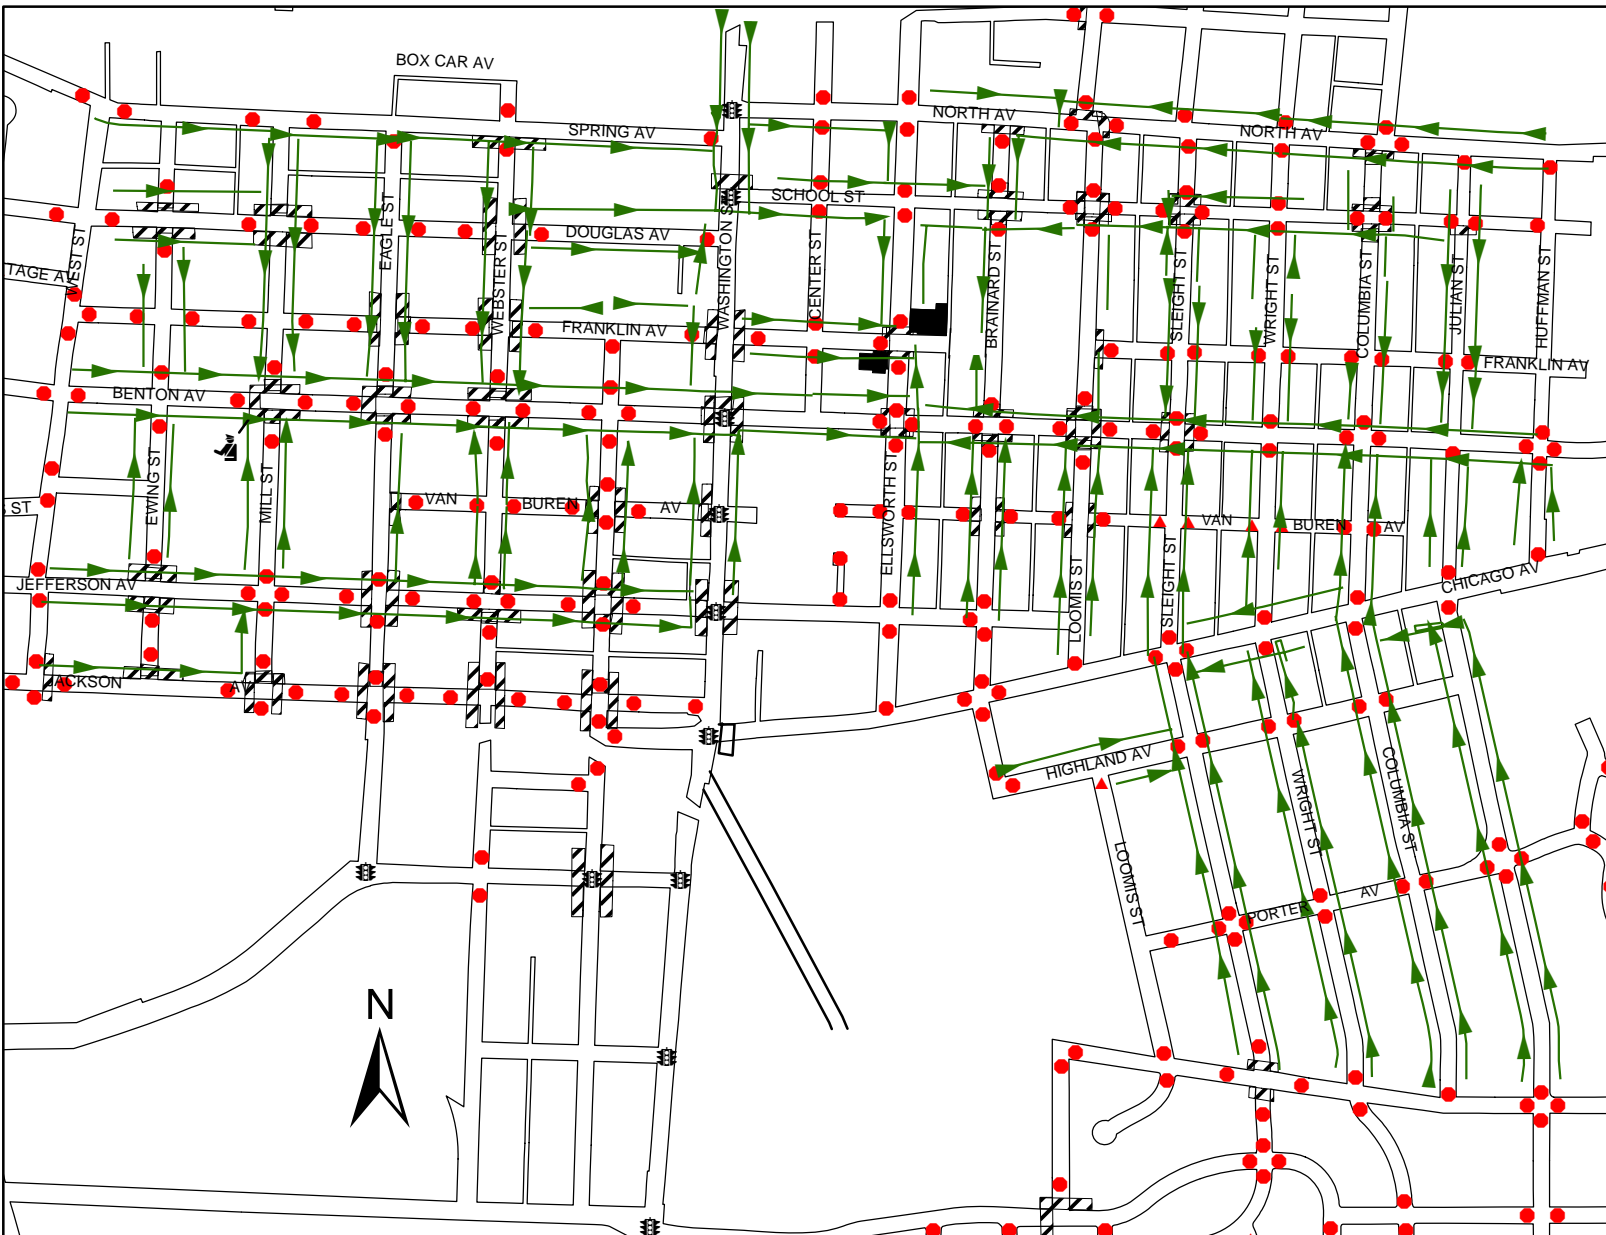 BOX CAR AV
SPRING AV
NORTH AV
NORTH AV
SCHOOL ST
DOUGLAS AV
WEST ST
EAGLE ST
WEBSTER S
WASHINGTON S
CENTER ST
BRAINARD ST
SLEIGHT ST
WRIGHT ST
COLUMBIA ST
JULIAN ST
HUFFMAN ST
TAGE AV
FRANKLIN AV
FRANKLIN AV
BENTON AV
EWING ST
MILL ST
VAN
BUREN
AV
ELLSWORTH ST
LOOMIS ST
SLEIGHT ST
VAN
BUREN
AV
ST
JEFFERSON AV
CHICAGO AV
ACKSON
AV
HIGHLAND AV
WRIGHT ST
COLUMBIA ST
LOOMIS ST
PORTER
AV
N